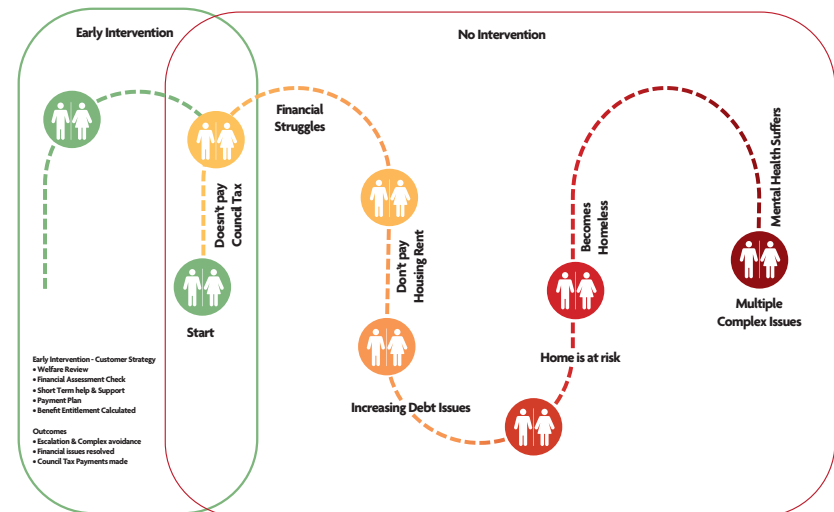 Early Intervention
No Intervention
Financial
Struggles
Doesn't pay
Council Tax
Start
Don't pay
Housing Rent
Increasing Debt Issues
Home is at risk
Becomes
Homeless
Mental Health Suffers
Multiple
Complex Issues
Early Intervention - Customer Strategy
• Welfare Review
• Financial Assessment Check
• Short Term help & Support
• Payment Plan
• Benefit Entitlement Calculated
Outcomes
• Escalation & Complex avoidance
• Financial issues resolved
• Council Tax Payments made